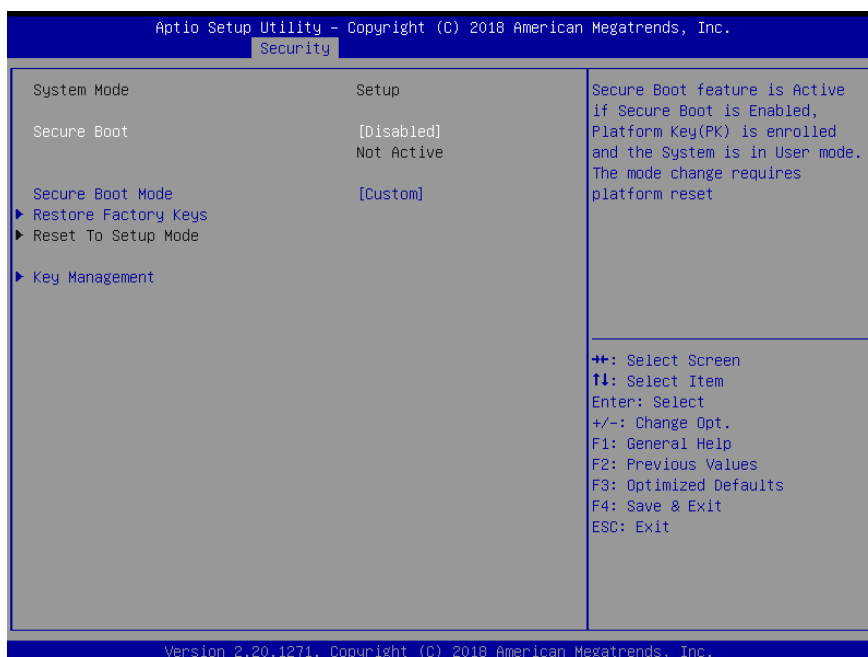 Aptio Setup Utility – Copyright (C) 2018 American Megatrends, Inc.
Security
System Mode Setup
Secure Boot [Disabled]
Not Active
Secure Boot Mode [Custom]
Restore Factory Keys
Reset To Setup Mode
Key Management
Secure Boot feature is Active
if Secure Boot is Enabled,
Platform Key(PK) is enrolled
and the System is in User mode.
The mode change requires
platform reset
→←: Select Screen
↑↓: Select Item
Enter: Select
+/-: Change Opt.
F1: General Help
F2: Previous Values
F3: Optimized Defaults
F4: Save & Exit
ESC: Exit
Version 2.20.1271. Copyright (C) 2018 American Megatrends, Inc.